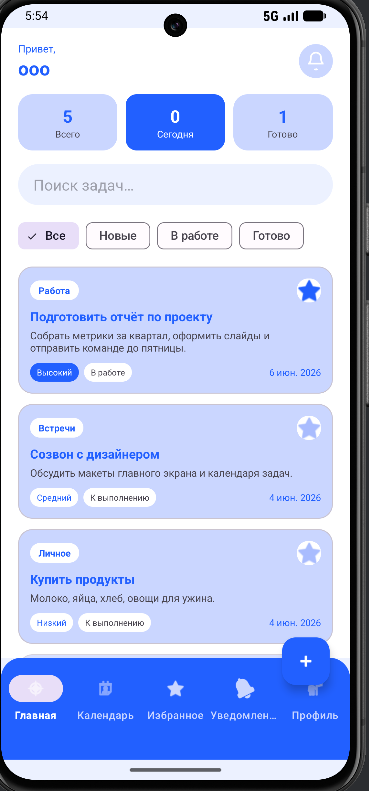 5:54 5G
Привет,
ооо
5 0 1
Всего Сегодня Готово
Поиск задач...
Все Новые В работе Готово
Работа
Подготовить отчёт по проекту
Собрать метрики за квартал, оформить слайды и
отправить команде до пятницы.
Высокий В работе 6 июн. 2026
Встречи
Созвон с дизайнером
Обсудить макеты главного экрана и календаря задач.
Средний К выполнению 4 июн. 2026
Личное
Купить продукты
Молоко, яйца, хлеб, овощи для ужина.
Низкий К выполнению 4 июн. 2026
+
Главная Календарь Избранное Уведомлен... Профиль